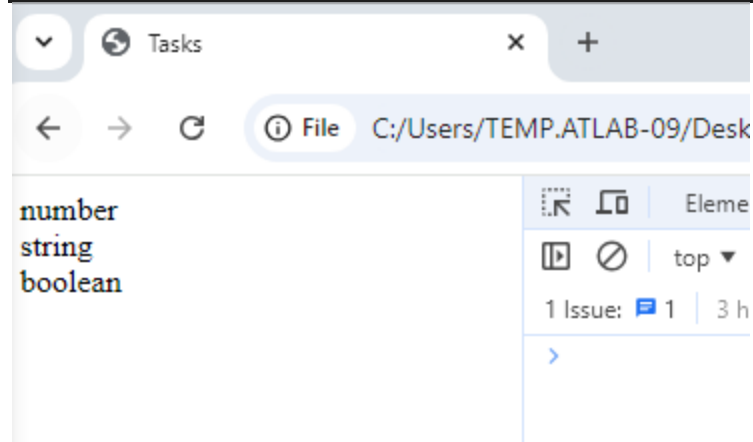 Tasks
File C:/Users/TEMP.ATLAB-09/Desk
number
string
boolean
Eleme
top
1 Issue: 1 3 h